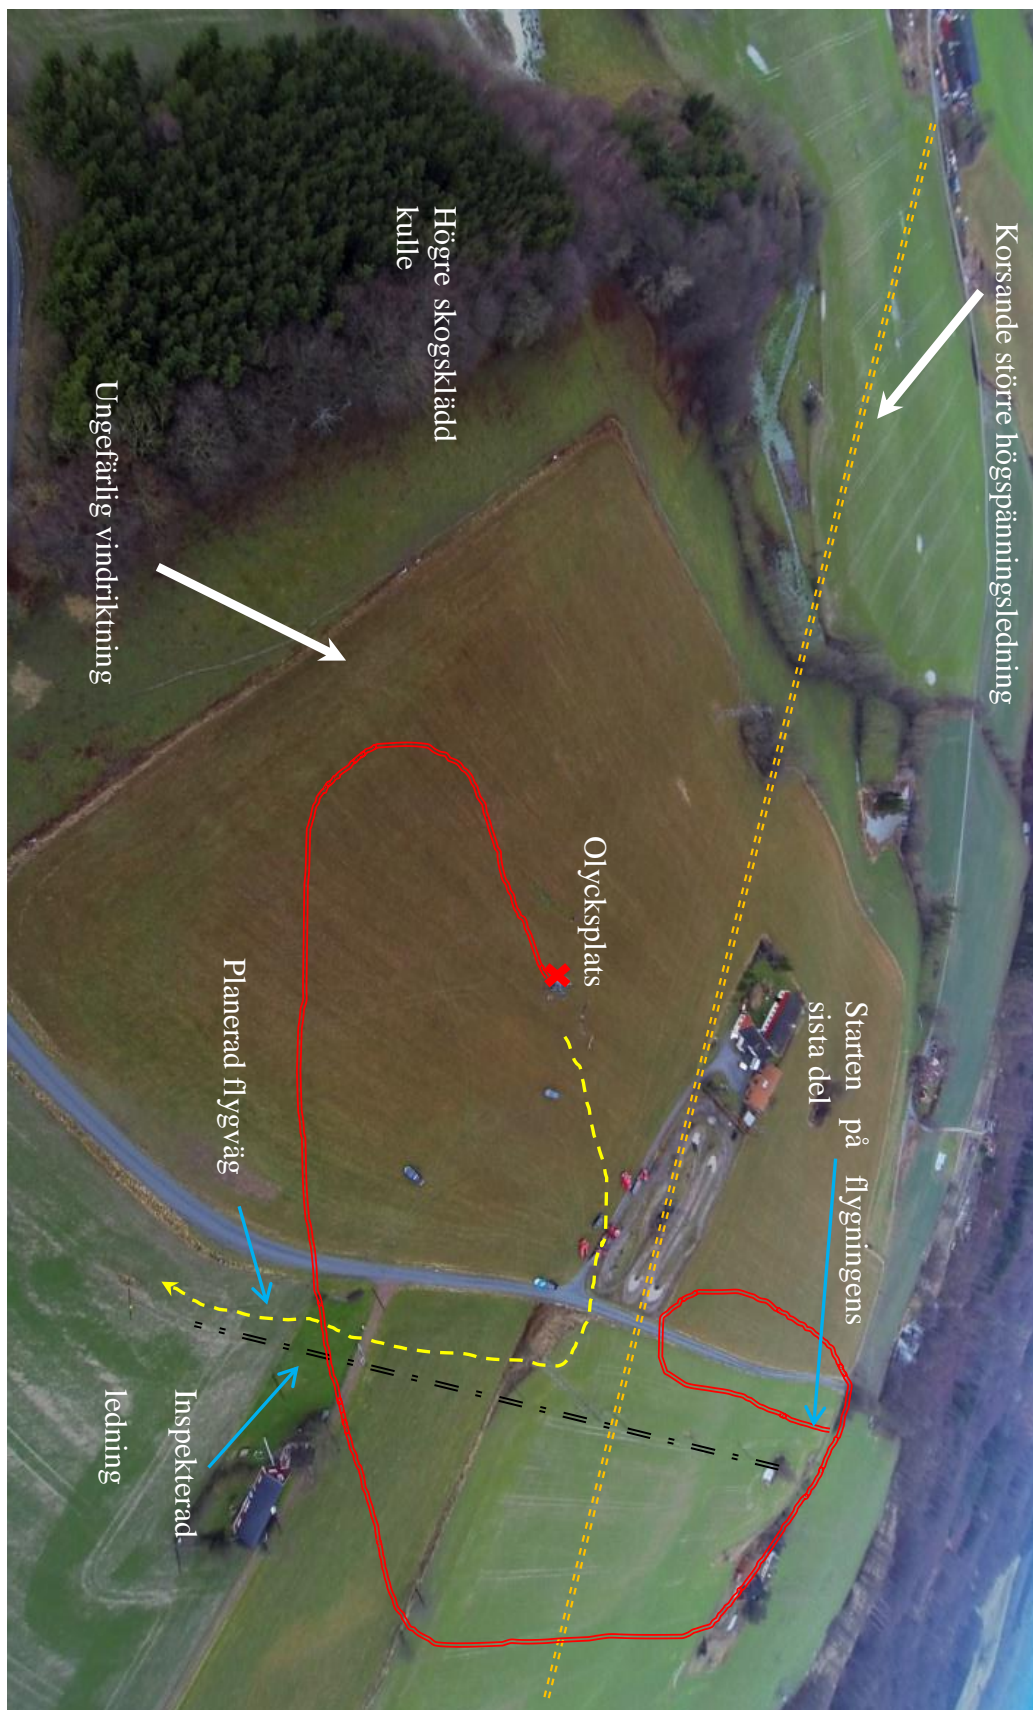 Korsande större högspänningsledning
Starten på flygningens
sista del
Olycksplats
Högre skogsklädd
kulle
Planerad flygväg
Inspekterad
ledning
Ungefärlig vindriktning